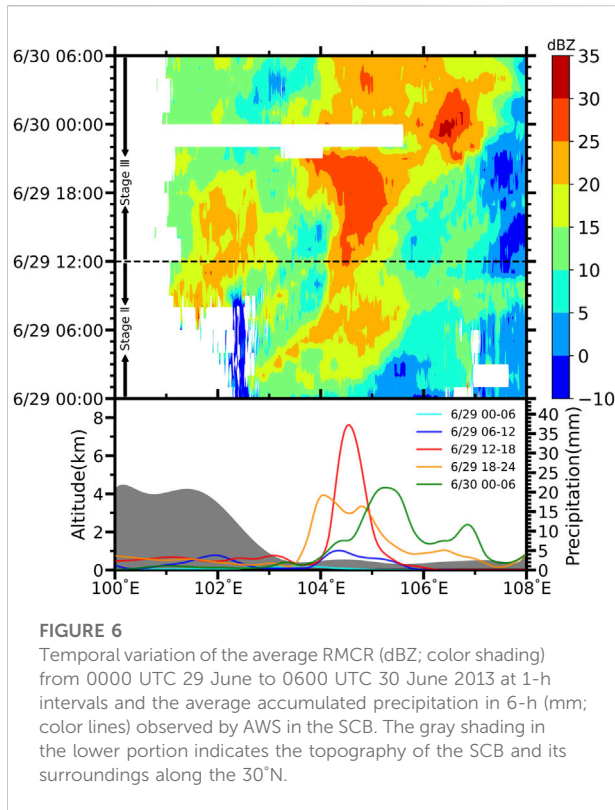 dBZ
6/30 06:00
6/30 00:00
6/29 18:00
6/29 12:00
6/29 06:00
6/29 00:00
Stage III
Stage II
35
30
25
20
15
10
5
0
−10
8
6
4
2
0
Altitude(km)
6/29 00-06
6/29 06-12
6/29 12-18
6/29 18-24
6/30 00-06
40
35
30
25
20
15
10
5
0
Precipitation(mm)
100°E 102°E 104°E 106°E 108°E
FIGURE 6
Temporal variation of the average RMCR (dBZ; color shading)
from 0000 UTC 29 June to 0600 UTC 30 June 2013 at 1-h
intervals and the average accumulated precipitation in 6-h (mm;
color lines) observed by AWS in the SCB. The gray shading in
the lower portion indicates the topography of the SCB and its
surroundings along the 30°N.